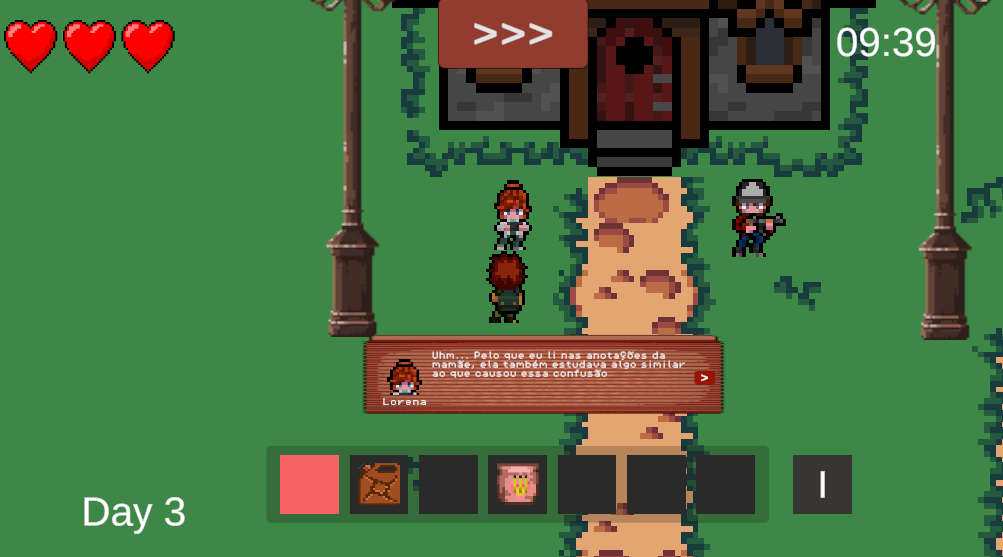 >>>
09:39
Uhm... Pelo que eu li nas anotações da
mamãe, ela também estudava algo similar
ao que causou essa confusão
>
Lorena
I
Day 3